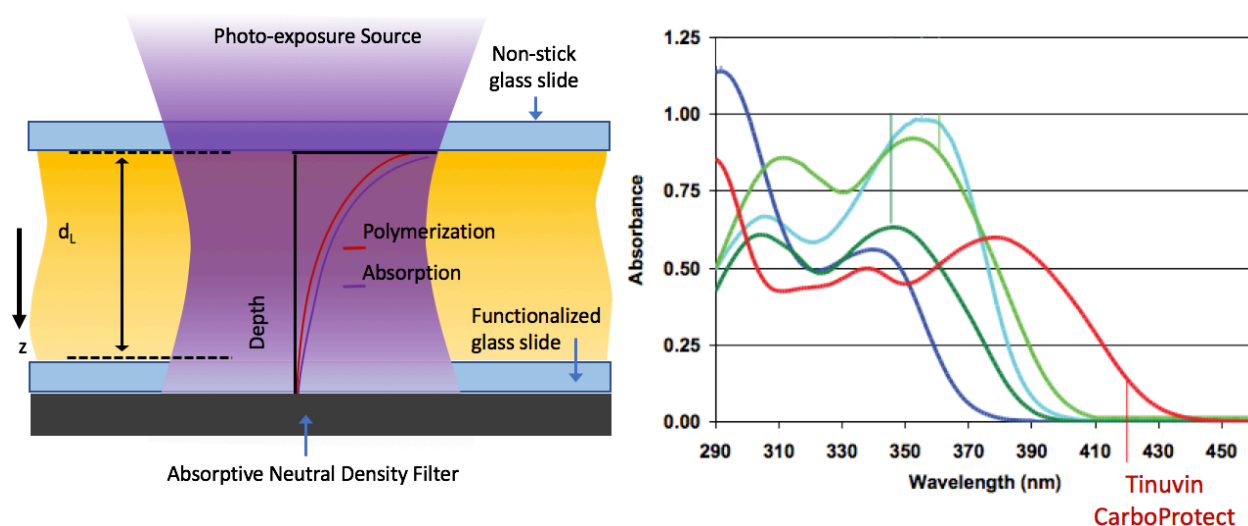 Photo-exposure Source
Non-stick
glass slide
dL
Polymerization
Absorption
Depth
Functionalized
glass slide
z
Absorptive Neutral Density Filter
1.25
1.00
0.75
0.50
0.25
0.00
Absorbance
290 310 330 350 370 390 410 430 450
Wavelength (nm)
Tinuvin
CarboProtect